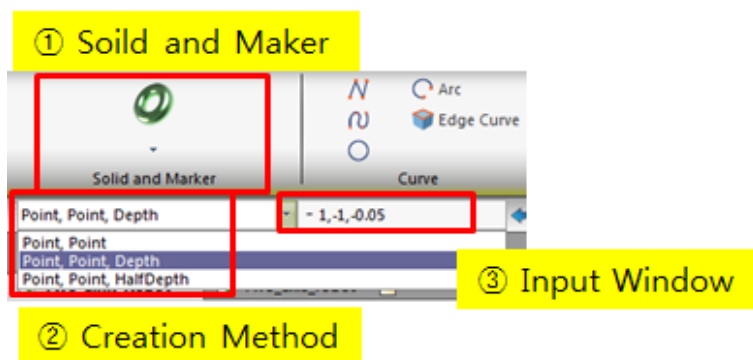 ① Soild and Maker
Arc
Edge Curve
Solid and Marker
Curve
Point, Point, Depth
- 1,-1,-0.05
Point, Point
Point, Point, Depth
Point, Point, HalfDepth
③ Input Window
② Creation Method